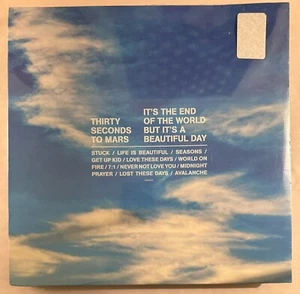 THIRTY
SECONDS
TO MARS
IT'S THE END
OF THE WORLD
BUT IT'S A
BEAUTIFUL DAY
STUCK / LIFE IS BEAUTIFUL / SEASONS /
GET UP KID / LOVE THESE DAYS / WORLD ON
FIRE / 7:1 / NEVER NOT LOVE YOU / MIDNIGHT
PRAYER / LOST THESE DAYS / AVALANCHE